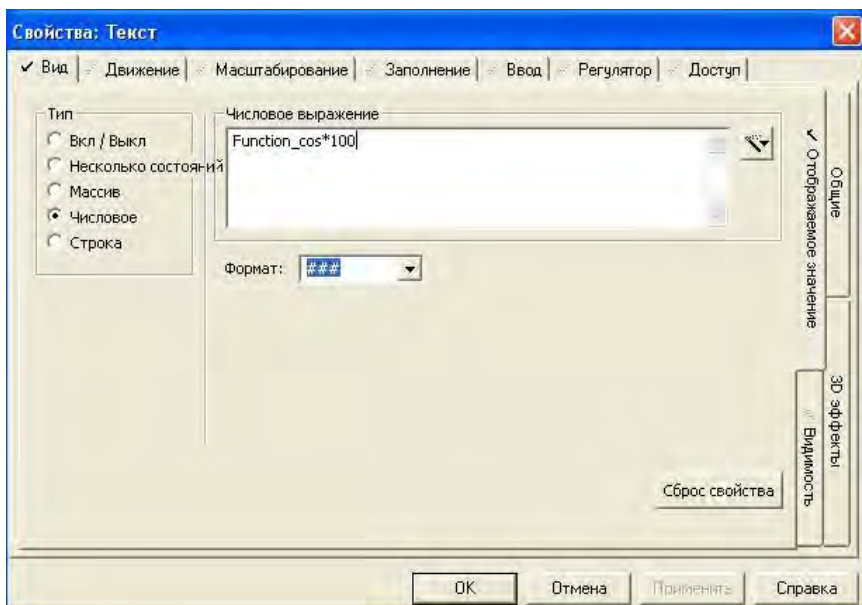 Свойства: Текст
Вид Движение Масштабирование Заполнение Ввод Регулятор Доступ
Тип
Вкл / Выкл
Несколько состояний
Массив
Числовое
Строка
Числовое выражение
Function_cos*100
Формат: ###
Сброс свойства
Отображаемое значение
Видимость
Общие
3D эффекты
OK Отмена Применить Справка